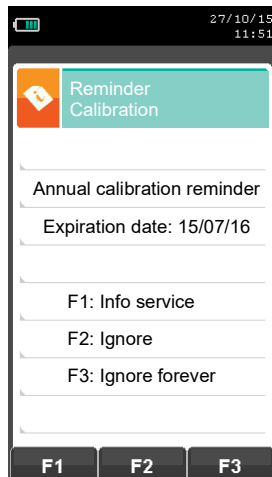 27/10/15
11:51
Reminder
Calibration
Annual calibration reminder
Expiration date: 15/07/16
F1: Info service
F2: Ignore
F3: Ignore forever
F1 F2 F3